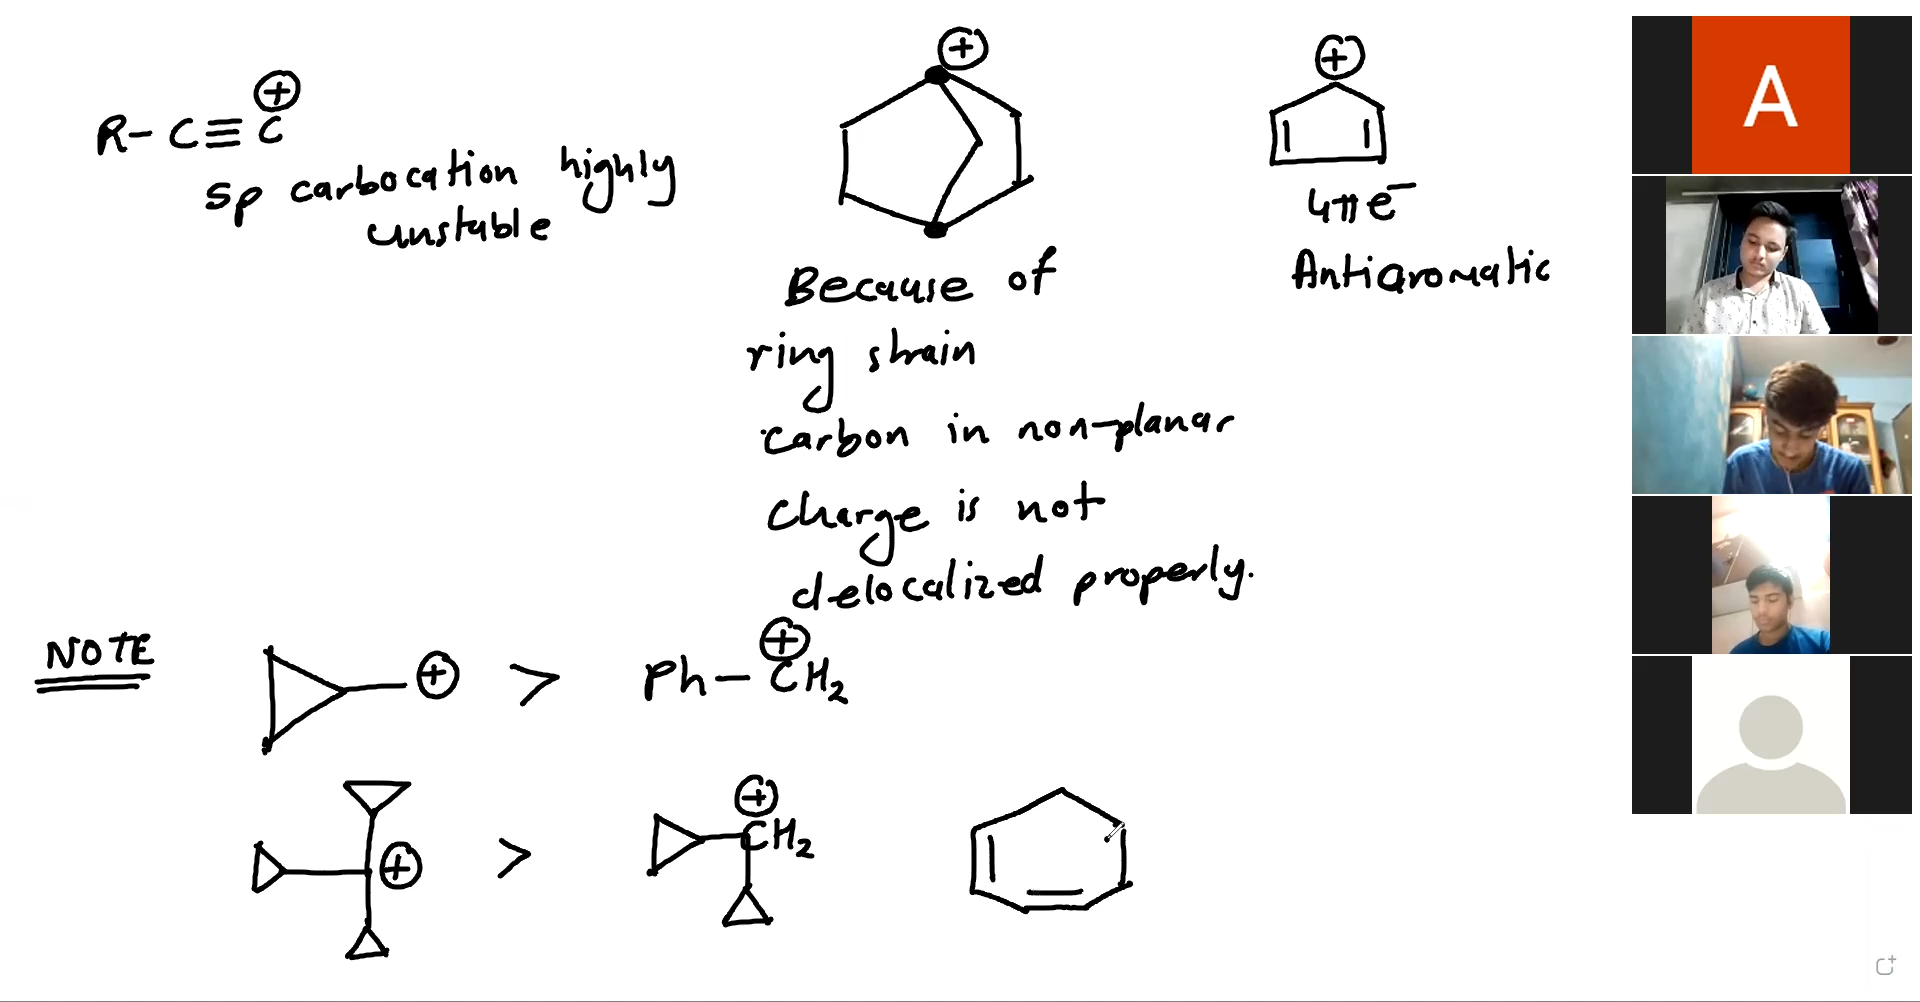 R- C≡C ⊕
sp carbocation highly
unstable
⊕
Because of
ring strain
carbon in non-planar
charge is not
delocalized properly.
⊕
4πe⁻
Antiaromatic
NOTE
⊕ > Ph-CH₂ ⊕
⊕ > CH₂ ⊕
A